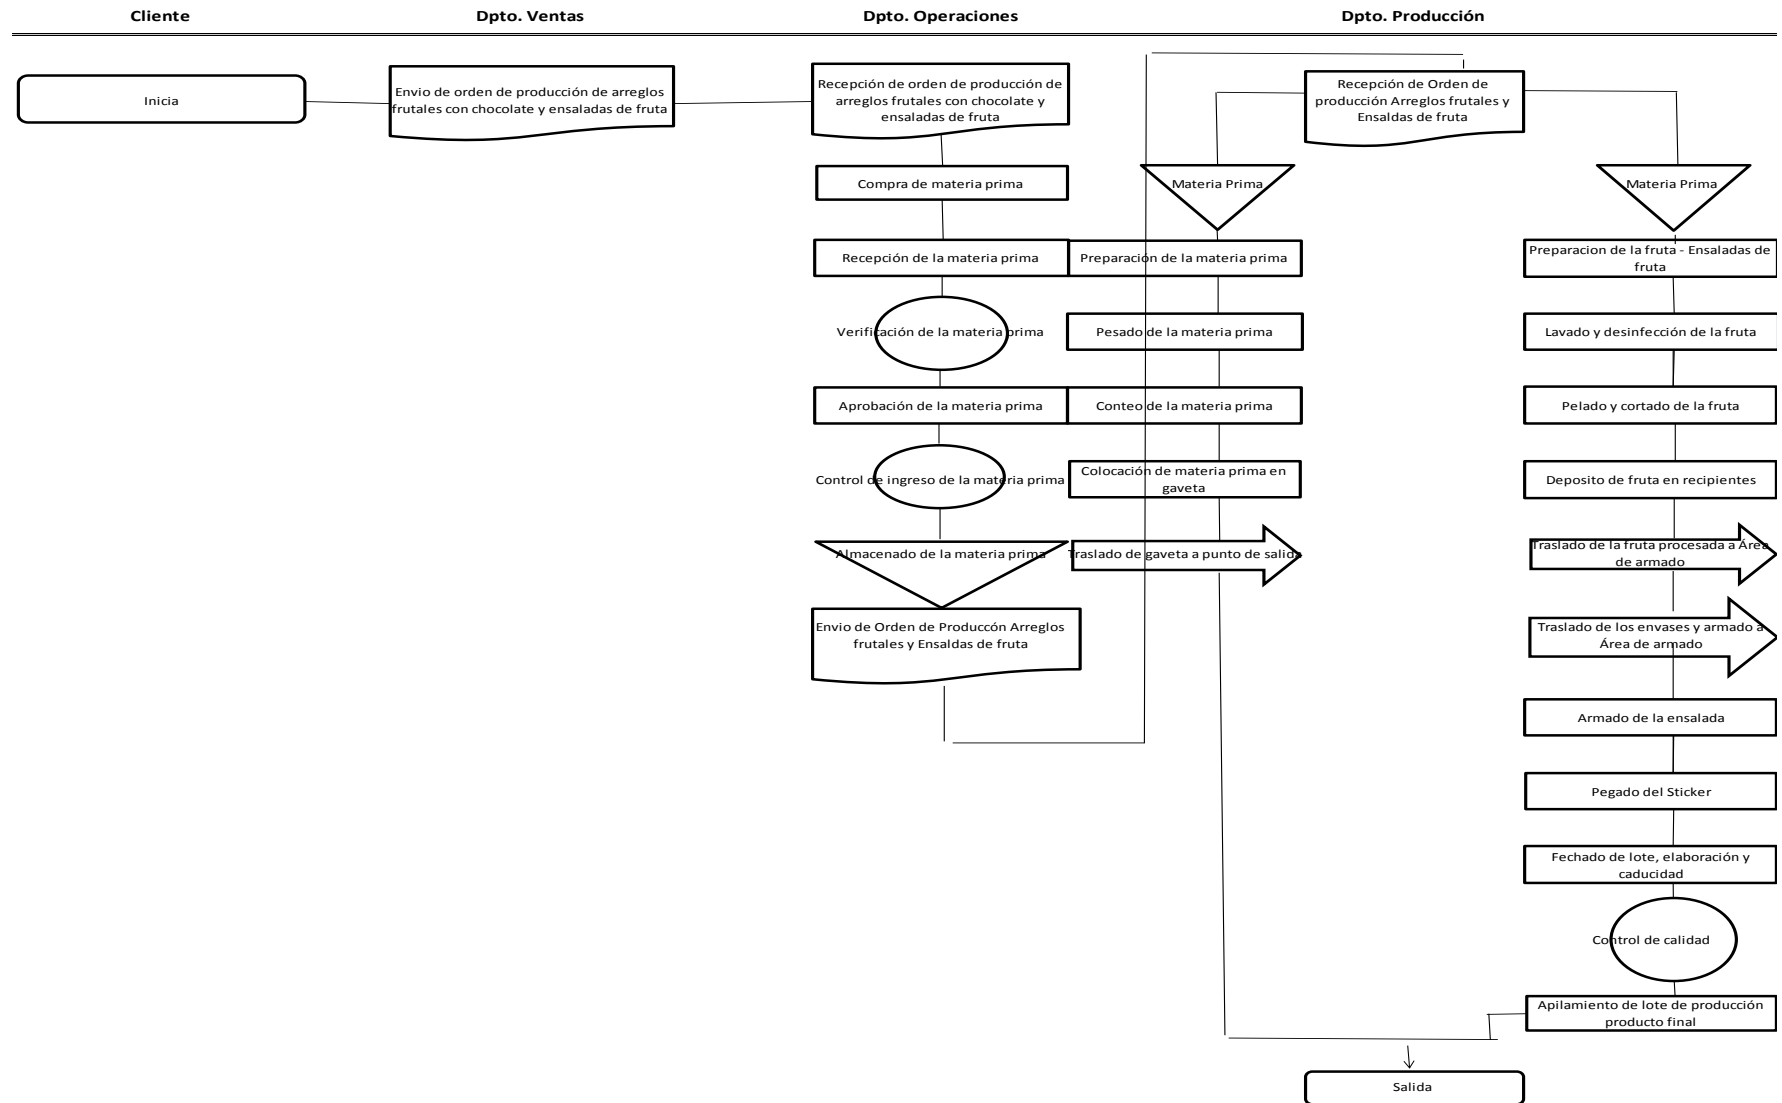 Cliente
Dpto. Ventas
Dpto. Operaciones
Dpto. Producción
Inicia
Envio de orden de producción de arreglos
frutales con chocolate y ensaladas de fruta
Recepción de orden de producción de
arreglos frutales con chocolate y
ensaladas de fruta
Compra de materia prima
Recepción de la materia prima
Verificación de la materia prima
Aprobación de la materia prima
Control de ingreso de la materia prima
Almacenado de la materia prima
Envio de Orden de Produccón Arreglos
frutales y Ensaldas de fruta
Recepción de Orden de
producción Arreglos frutales y
Ensaldas de fruta
Materia Prima
Preparación de la materia prima
Pesado de la materia prima
Conteo de la materia prima
Colocación de materia prima en
gaveta
Traslado de gaveta a punto de salida
Materia Prima
Preparacion de la fruta - Ensaladas de
fruta
Lavado y desinfección de la fruta
Pelado y cortado de la fruta
Deposito de fruta en recipientes
Traslado de la fruta procesada a Área
de armado
Traslado de los envases y armado a
Área de armado
Armado de la ensalada
Pegado del Sticker
Fechado de lote, elaboración y
caducidad
Control de calidad
Apilamiento de lote de producción
producto final
Salida